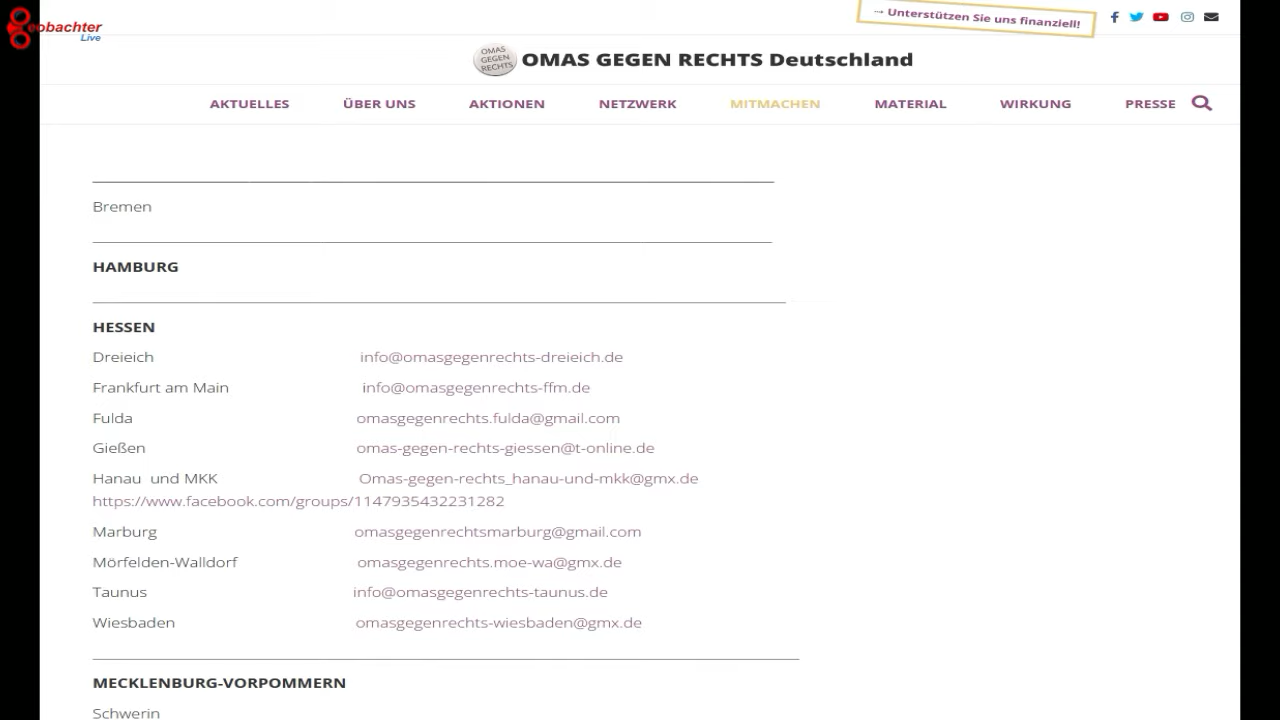 eobachter
Live
→ Unterstützen Sie uns finanziell!
OMAS GEGEN RECHTS
OMAS GEGEN RECHTS Deutschland
AKTUELLES ÜBER UNS AKTIONEN NETZWERK MITMACHEN MATERIAL WIRKUNG PRESSE
Bremen
HAMBURG
HESSEN
Dreieich info@omasgegenrechts-dreieich.de
Frankfurt am Main info@omasgegenrechts-ffm.de
Fulda omasgegenrechts.fulda@gmail.com
Gießen omas-gegen-rechts-giessen@t-online.de
Hanau und MKK Omas-gegen-rechts_hanau-und-mkk@gmx.de
https://www.facebook.com/groups/1147935432231282
Marburg omasgegenrechtsmarburg@gmail.com
Mörfelden-Walldorf omasgegenrechts.moe-wa@gmx.de
Taunus info@omasgegenrechts-taunus.de
Wiesbaden omasgegenrechts-wiesbaden@gmx.de
MECKLENBURG-VORPOMMERN
Schwerin